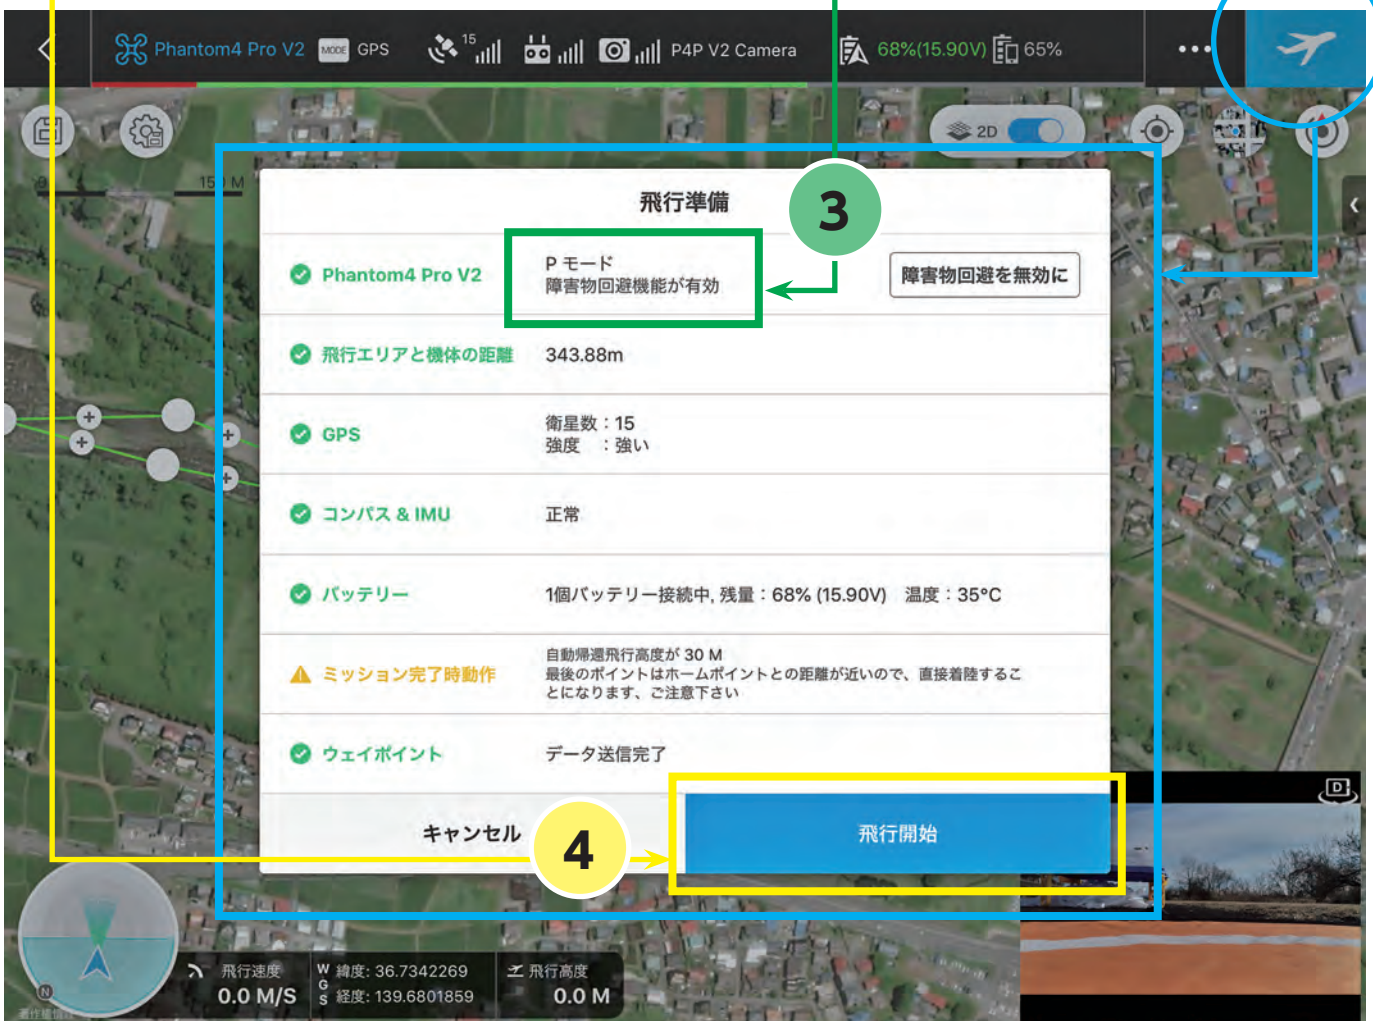 Phantom4 Pro V2 MODE GPS 15 P4P V2 Camera 68%(15.90V) 65%
2D
0 150 M
飛行準備
3
Phantom4 Pro V2
P モード
障害物回避機能が有効
障害物回避を無効に
飛行エリアと機体の距離 343.88m
GPS
衛星数：15
強度 ：強い
コンパス & IMU 正常
バッテリー 1個バッテリー接続中, 残量：68% (15.90V) 温度：35°C
ミッション完了時動作
自動帰還飛行高度が 30 M
最後のポイントはホームポイントとの距離が近いので、直接着陸するこ
とになります、ご注意下さい
ウェイポイント データ送信完了
キャンセル
4
飛行開始
D
飛行速度
0.0 M/S
WGS
緯度: 36.7342269
経度: 139.6801859
飛行高度
0.0 M
N